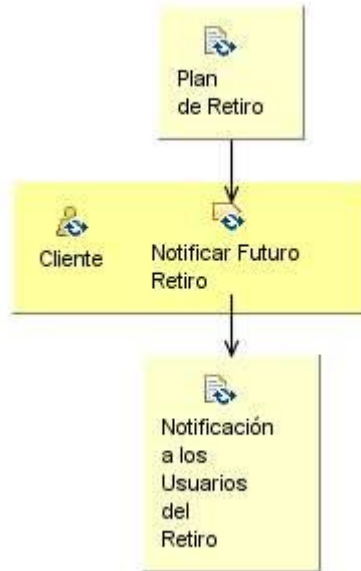 Plan
de Retiro
Cliente
Notificar Futuro
Retiro
Notificación
a los
Usuarios
del
Retiro